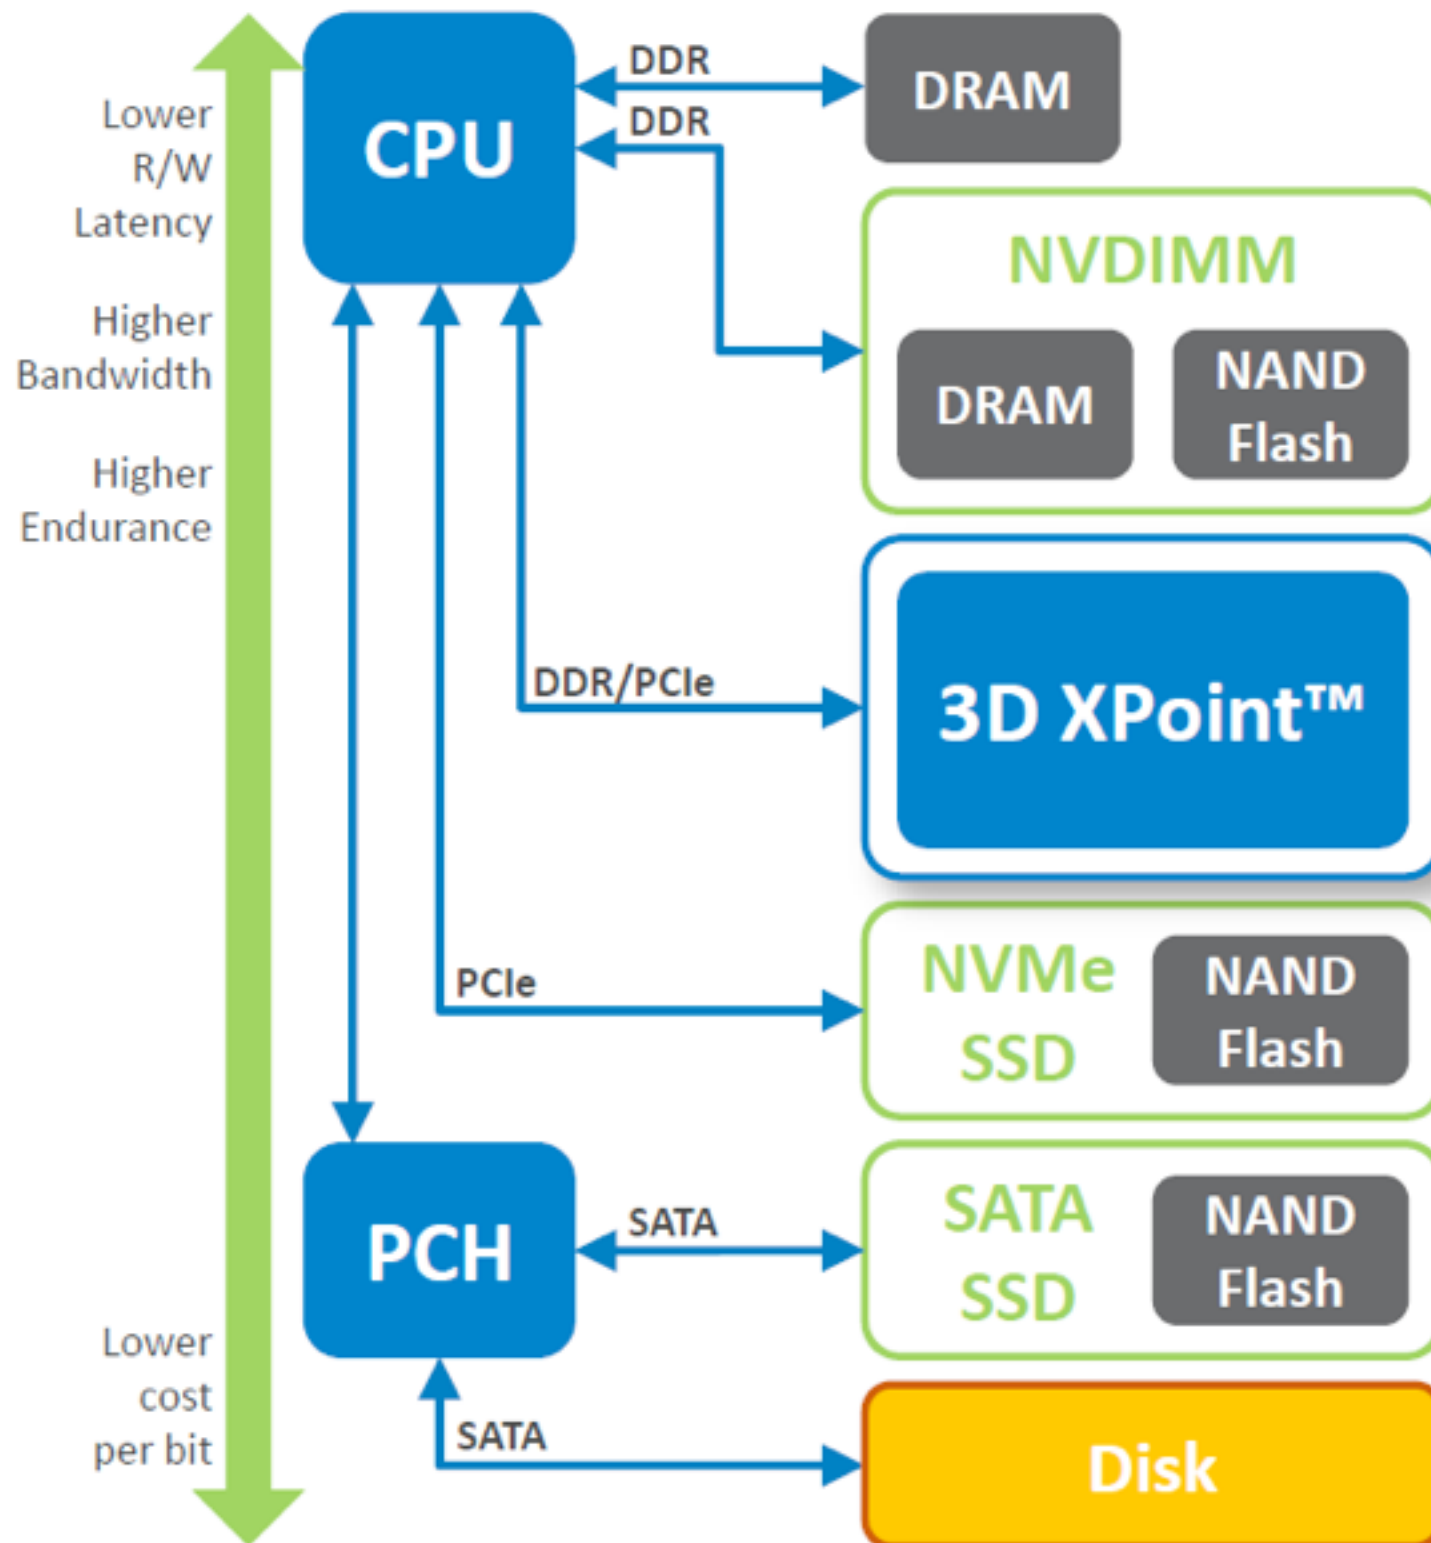 Lower
R/W
Latency
Higher
Bandwidth
Higher
Endurance
Lower
cost
per bit
CPU
DDR
DDR
DRAM
NVDIMM
DRAM
NAND
Flash
DDR/PCIe
3D XPoint™
PCIe
NVMe
SSD
NAND
Flash
PCH
SATA
SATA
SSD
NAND
Flash
SATA
Disk